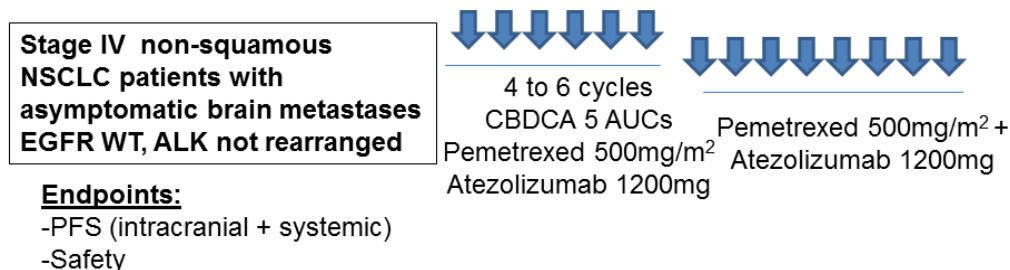 Stage IV non-squamous
NSCLC patients with
asymptomatic brain metastases
EGFR WT, ALK not rearranged
Endpoints:
-PFS (intracranial + systemic)
-Safety
4 to 6 cycles
CBDCA 5 AUCs
Pemetrexed 500mg/m²
Atezolizumab 1200mg
Pemetrexed 500mg/m² +
Atezolizumab 1200mg